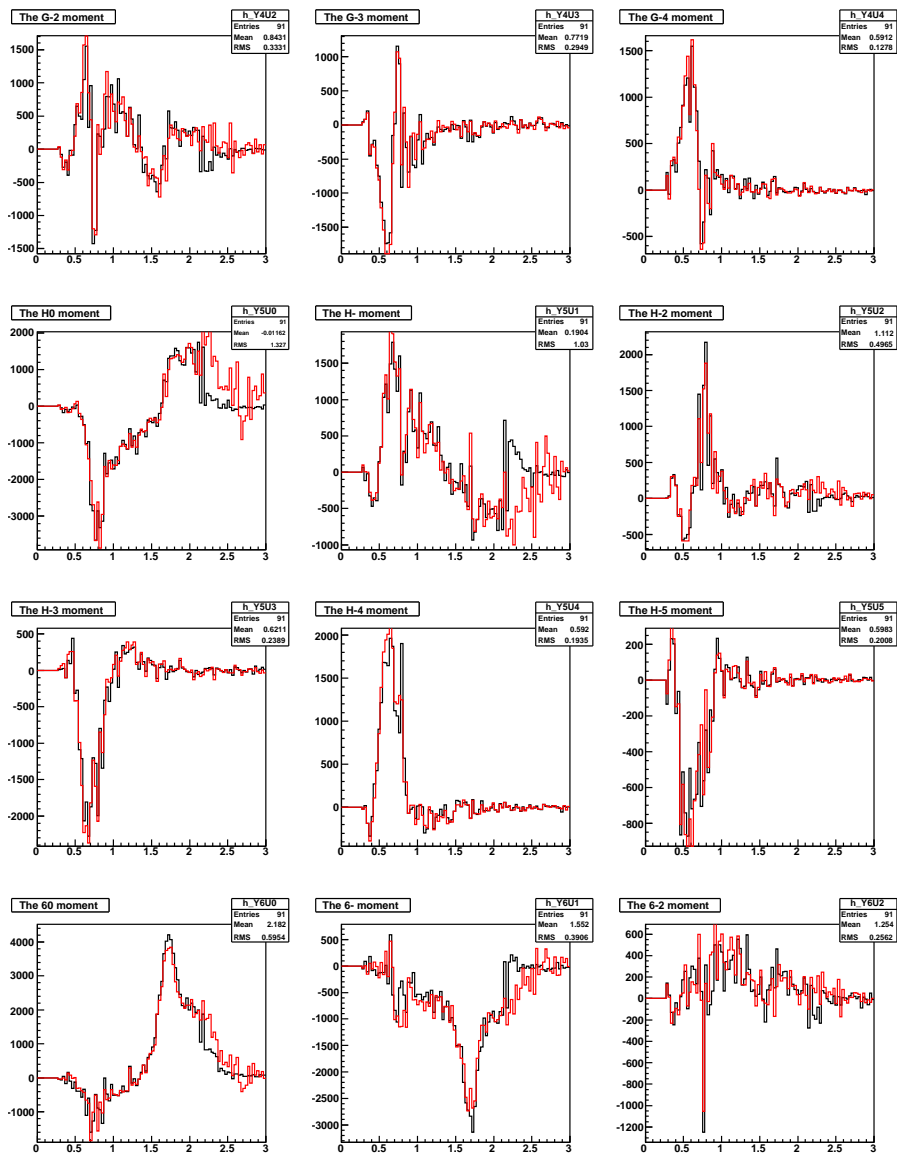 The G-2 moment
h_Y4U2
Entries 91
Mean 0.8431
RMS 0.3331
1500
1000
500
0
-500
-1000
-1500
0 0.5 1 1.5 2 2.5 3
The G-3 moment
h_Y4U3
Entries 91
Mean 0.7719
RMS 0.2949
1000
500
0
-500
-1000
-1500
0 0.5 1 1.5 2 2.5 3
The G-4 moment
h_Y4U4
Entries 91
Mean 0.5912
RMS 0.1278
1500
1000
500
0
-500
0 0.5 1 1.5 2 2.5 3
The H0 moment
h_Y5U0
Entries 91
Mean -0.01162
RMS 1.327
2000
1000
0
-1000
-2000
-3000
0 0.5 1 1.5 2 2.5 3
The H- moment
h_Y5U1
Entries 91
Mean 0.1904
RMS 1.03
1500
1000
500
0
-500
-1000
0 0.5 1 1.5 2 2.5 3
The H-2 moment
h_Y5U2
Entries 91
Mean 1.112
RMS 0.4965
2000
1500
1000
500
0
-500
0 0.5 1 1.5 2 2.5 3
The H-3 moment
h_Y5U3
Entries 91
Mean 0.6211
RMS 0.2389
500
0
-500
-1000
-1500
-2000
0 0.5 1 1.5 2 2.5 3
The H-4 moment
h_Y5U4
Entries 91
Mean 0.592
RMS 0.1935
2000
1500
1000
500
0
0 0.5 1 1.5 2 2.5 3
The H-5 moment
h_Y5U5
Entries 91
Mean 0.5983
RMS 0.2008
200
0
-200
-400
-600
-800
0 0.5 1 1.5 2 2.5 3
The 60 moment
h_Y6U0
Entries 91
Mean 2.182
RMS 0.5954
4000
3000
2000
1000
0
-1000
0 0.5 1 1.5 2 2.5 3
The 6- moment
h_Y6U1
Entries 91
Mean 1.552
RMS 0.3906
500
0
-500
-1000
-1500
-2000
-2500
-3000
0 0.5 1 1.5 2 2.5 3
The 6-2 moment
h_Y6U2
Entries 91
Mean 1.254
RMS 0.2562
600
400
200
0
-200
-400
-600
-800
-1000
-1200
0 0.5 1 1.5 2 2.5 3